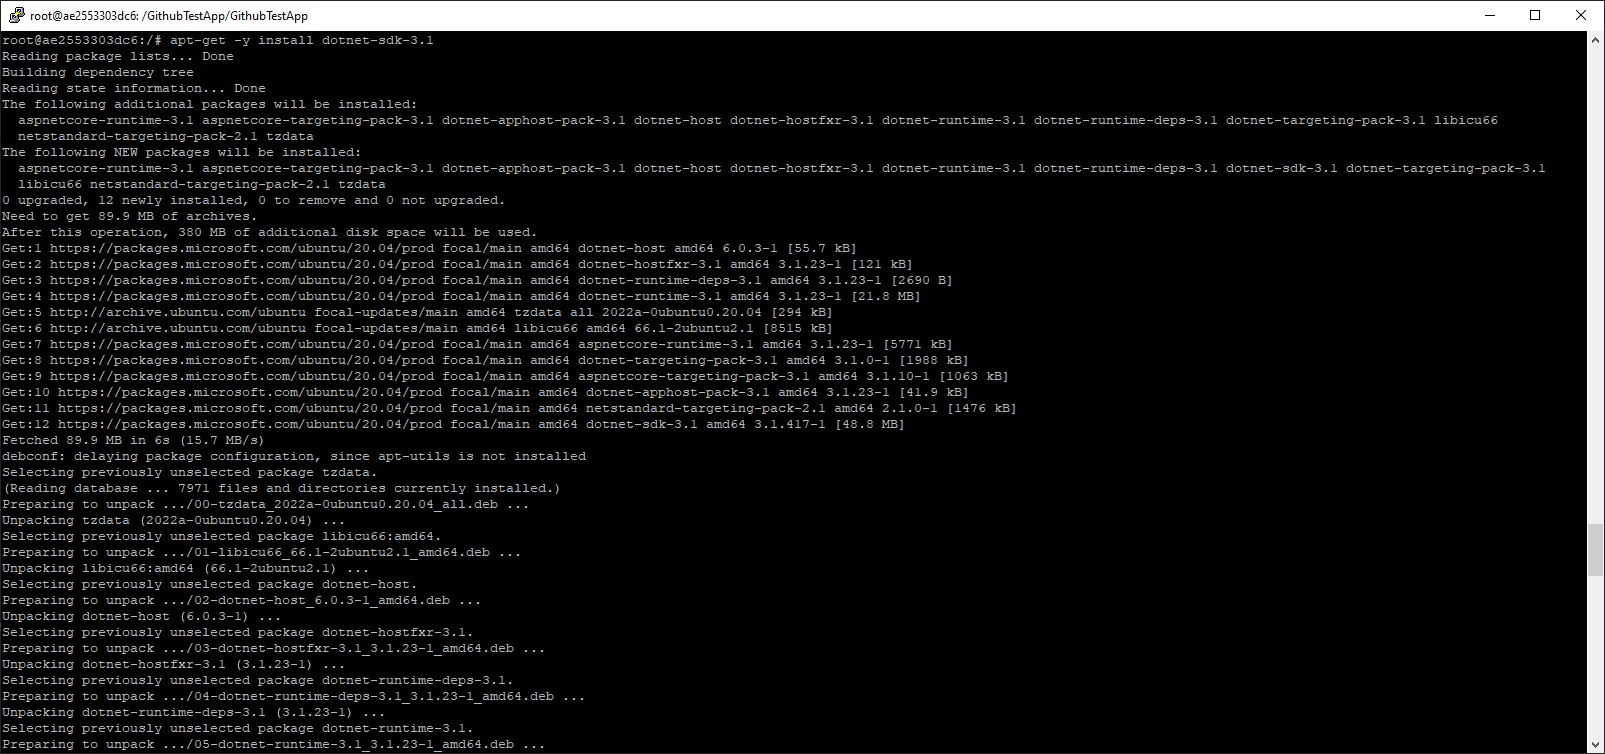 root@ae2553303dc6: /GithubTestApp/GithubTestApp
root@ae2553303dc6:/# apt-get -y install dotnet-sdk-3.1
Reading package lists... Done
Building dependency tree
Reading state information... Done
The following additional packages will be installed:
  aspnetcore-runtime-3.1 aspnetcore-targeting-pack-3.1 dotnet-apphost-pack-3.1 dotnet-host dotnet-hostfxr-3.1 dotnet-runtime-3.1 dotnet-runtime-deps-3.1 dotnet-targeting-pack-3.1 libicu66
  netstandard-targeting-pack-2.1 tzdata
The following NEW packages will be installed:
  aspnetcore-runtime-3.1 aspnetcore-targeting-pack-3.1 dotnet-apphost-pack-3.1 dotnet-host dotnet-hostfxr-3.1 dotnet-runtime-3.1 dotnet-runtime-deps-3.1 dotnet-sdk-3.1 dotnet-targeting-pack-3.1
  libicu66 netstandard-targeting-pack-2.1 tzdata
0 upgraded, 12 newly installed, 0 to remove and 0 not upgraded.
Need to get 89.9 MB of archives.
After this operation, 380 MB of additional disk space will be used.
Get:1 https://packages.microsoft.com/ubuntu/20.04/prod focal/main amd64 dotnet-host amd64 6.0.3-1 [55.7 kB]
Get:2 https://packages.microsoft.com/ubuntu/20.04/prod focal/main amd64 dotnet-hostfxr-3.1 amd64 3.1.23-1 [121 kB]
Get:3 https://packages.microsoft.com/ubuntu/20.04/prod focal/main amd64 dotnet-runtime-deps-3.1 amd64 3.1.23-1 [2690 B]
Get:4 https://packages.microsoft.com/ubuntu/20.04/prod focal/main amd64 dotnet-runtime-3.1 amd64 3.1.23-1 [21.8 MB]
Get:5 http://archive.ubuntu.com/ubuntu focal-updates/main amd64 tzdata all 2022a-0ubuntu0.20.04 [294 kB]
Get:6 http://archive.ubuntu.com/ubuntu focal-updates/main amd64 libicu66 amd64 66.1-2ubuntu2.1 [8515 kB]
Get:7 https://packages.microsoft.com/ubuntu/20.04/prod focal/main amd64 aspnetcore-runtime-3.1 amd64 3.1.23-1 [5771 kB]
Get:8 https://packages.microsoft.com/ubuntu/20.04/prod focal/main amd64 dotnet-targeting-pack-3.1 amd64 3.1.0-1 [1988 kB]
Get:9 https://packages.microsoft.com/ubuntu/20.04/prod focal/main amd64 aspnetcore-targeting-pack-3.1 amd64 3.1.10-1 [1063 kB]
Get:10 https://packages.microsoft.com/ubuntu/20.04/prod focal/main amd64 dotnet-apphost-pack-3.1 amd64 3.1.23-1 [41.9 kB]
Get:11 https://packages.microsoft.com/ubuntu/20.04/prod focal/main amd64 netstandard-targeting-pack-2.1 amd64 2.1.0-1 [1476 kB]
Get:12 https://packages.microsoft.com/ubuntu/20.04/prod focal/main amd64 dotnet-sdk-3.1 amd64 3.1.417-1 [48.8 MB]
Fetched 89.9 MB in 6s (15.7 MB/s)
debconf: delaying package configuration, since apt-utils is not installed
Selecting previously unselected package tzdata.
(Reading database ... 7971 files and directories currently installed.)
Preparing to unpack .../00-tzdata_2022a-0ubuntu0.20.04_all.deb ...
Unpacking tzdata (2022a-0ubuntu0.20.04) ...
Selecting previously unselected package libicu66:amd64.
Preparing to unpack .../01-libicu66_66.1-2ubuntu2.1_amd64.deb ...
Unpacking libicu66:amd64 (66.1-2ubuntu2.1) ...
Selecting previously unselected package dotnet-host.
Preparing to unpack .../02-dotnet-host_6.0.3-1_amd64.deb ...
Unpacking dotnet-host (6.0.3-1) ...
Selecting previously unselected package dotnet-hostfxr-3.1.
Preparing to unpack .../03-dotnet-hostfxr-3.1_3.1.23-1_amd64.deb ...
Unpacking dotnet-hostfxr-3.1 (3.1.23-1) ...
Selecting previously unselected package dotnet-runtime-deps-3.1.
Preparing to unpack .../04-dotnet-runtime-deps-3.1_3.1.23-1_amd64.deb ...
Unpacking dotnet-runtime-deps-3.1 (3.1.23-1) ...
Selecting previously unselected package dotnet-runtime-3.1.
Preparing to unpack .../05-dotnet-runtime-3.1_3.1.23-1_amd64.deb ...